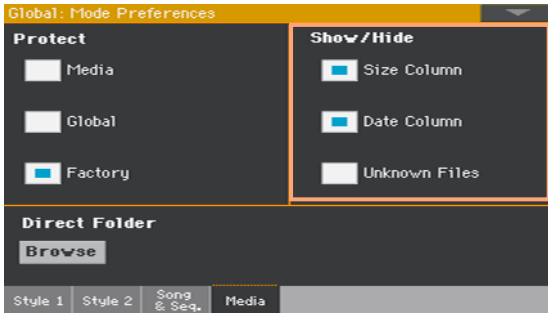 Global: Mode Preferences
Protect
Show/Hide
Media
Size Column
Global
Date Column
Factory
Unknown Files
Direct Folder
Browse
Style 1
Style 2
Song
& Seq.
Media